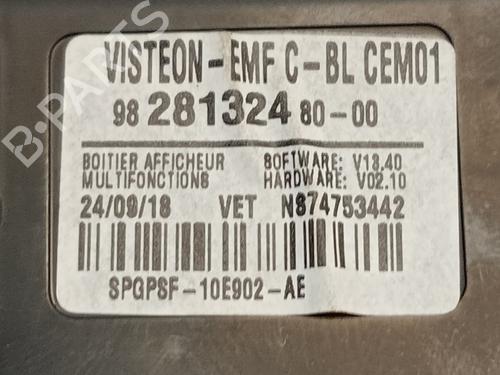 VISTEON-EMF C-BL CEM01
98 281324 80-00
BOITIER AFFICHEUR SOFTWARE: V13.40
MULTIFONCTIONS HARDWARE: V02.10
24/09/18 VET N874753442
SPGPSF-10E902-AE
B-PARTS